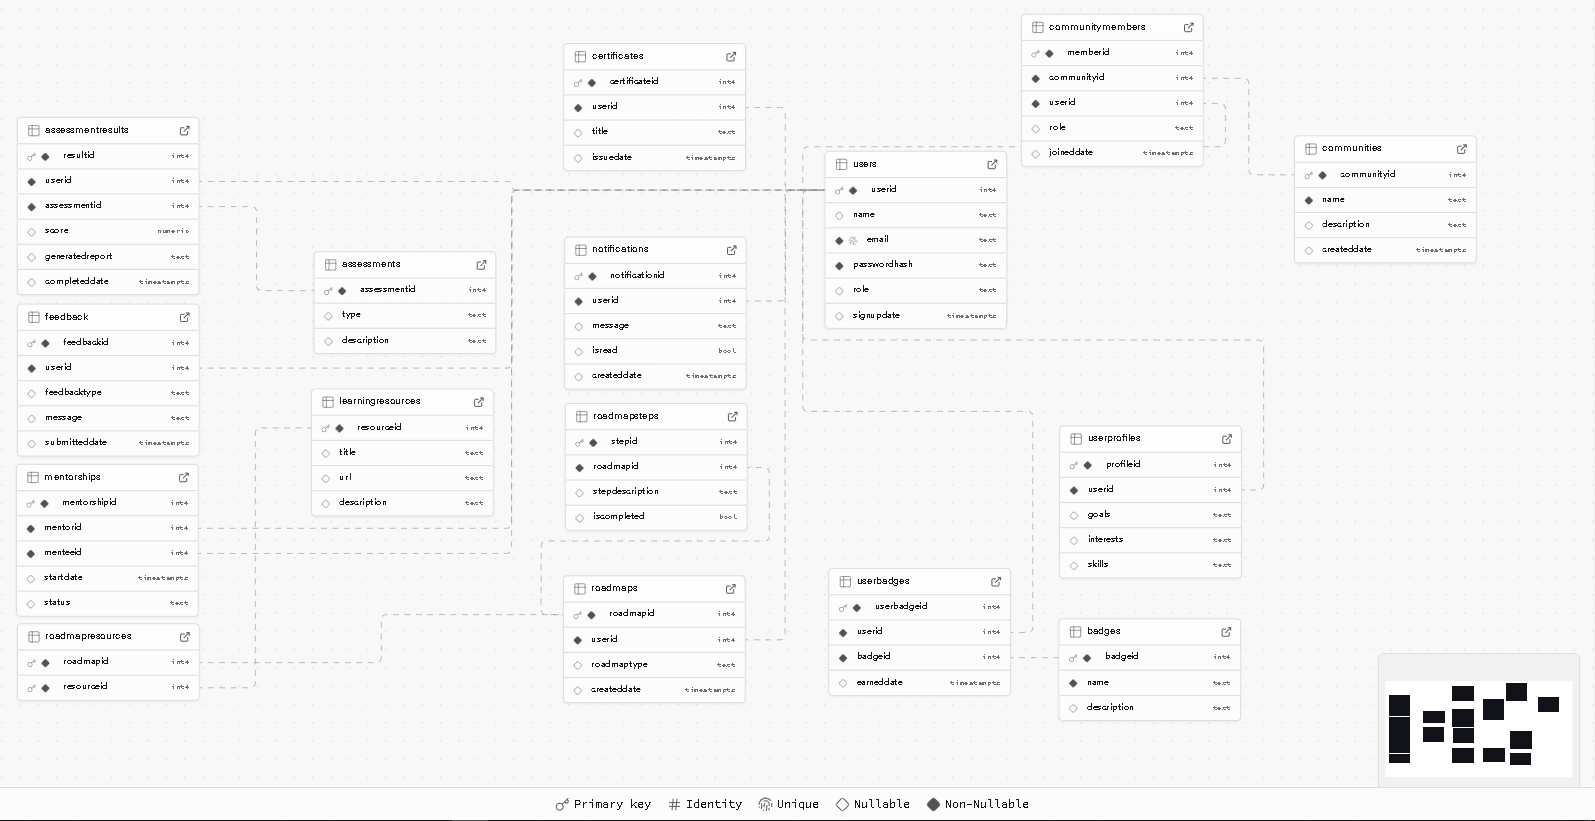 certificates
certificateid int4
userid int4
title text
issuedate timestamptz
communitymembers
memberid int4
communityid int4
userid int4
role text
joineddate timestamptz
assessmentresults
resultid int4
userid int4
assessmentid int4
score numeric
generatedreport text
completeddate timestamptz
users
userid int4
name text
email text
passwordhash text
role text
signupdate timestamptz
communities
communityid int4
name text
description text
createddate timestamptz
assessments
assessmentid int4
type text
description text
notifications
notificationid int4
userid int4
message text
isread bool
createddate timestamptz
feedback
feedbackid int4
userid int4
feedbacktype text
message text
submitteddate timestamptz
learningresources
resourceid int4
title text
url text
description text
roadmapsteps
stepid int4
roadmapid int4
stepdescription text
iscompleted bool
userprofiles
profileid int4
userid int4
goals text
interests text
skills text
mentorships
mentorshipid int4
mentorid int4
menteeid int4
startdate timestamptz
status text
roadmaps
roadmapid int4
userid int4
roadmaptype text
createddate timestamptz
userbadges
userbadgeid int4
userid int4
badgeid int4
earneddate timestamptz
badges
badgeid int4
name text
description text
roadmapresources
roadmapid int4
resourceid int4
Primary key Identity Unique Nullable Non-Nullable